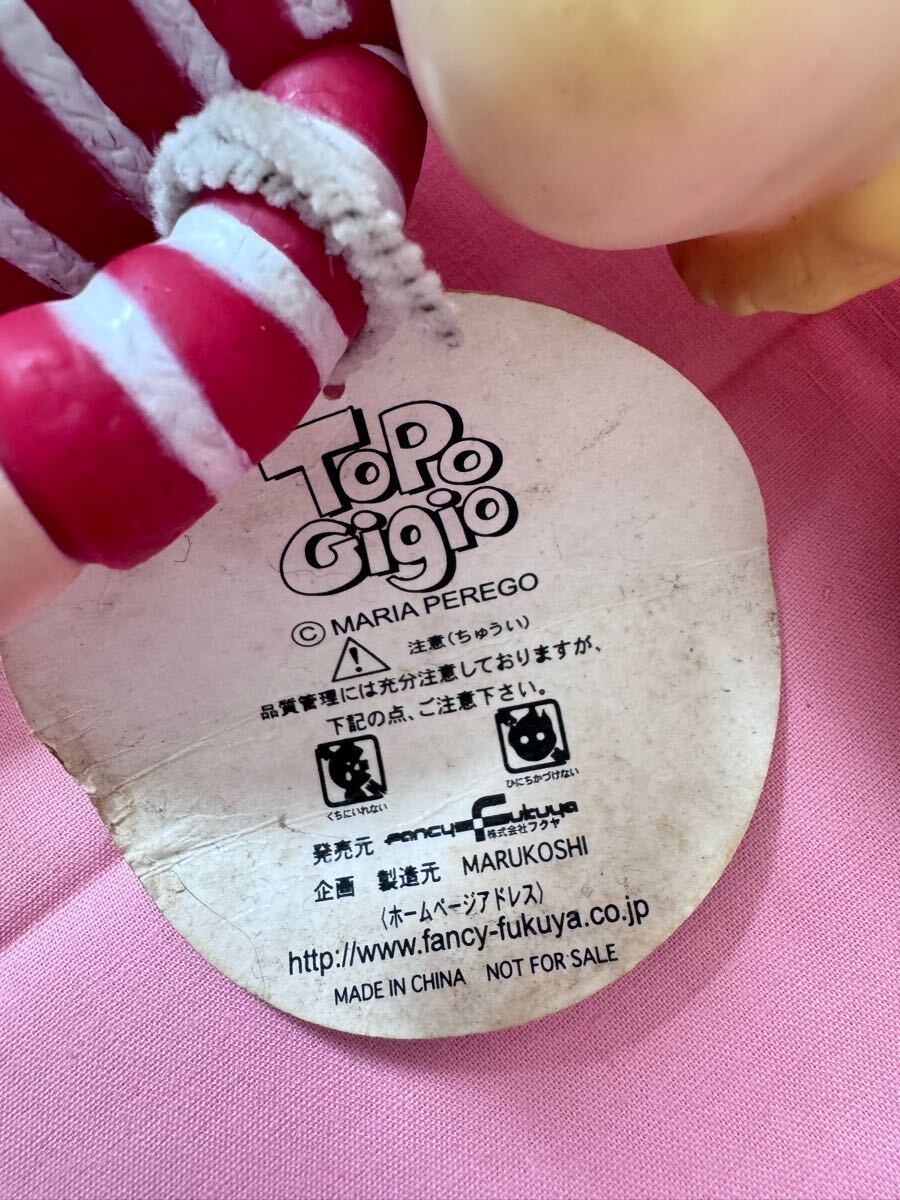 ToPo
Gigio
© MARIA PEREGO
注意(ちゅうい)
品質管理には充分注意しておりますが、
下記の点、ご注意下さい。
くちにいれない
ひにちかづけない
発売元 Fancy Fukuya 株式会社フクヤ
企画 製造元 MARUKOSHI
〈ホームページアドレス〉
http://www.fancy-fukuya.co.jp
MADE IN CHINA NOT FOR SALE